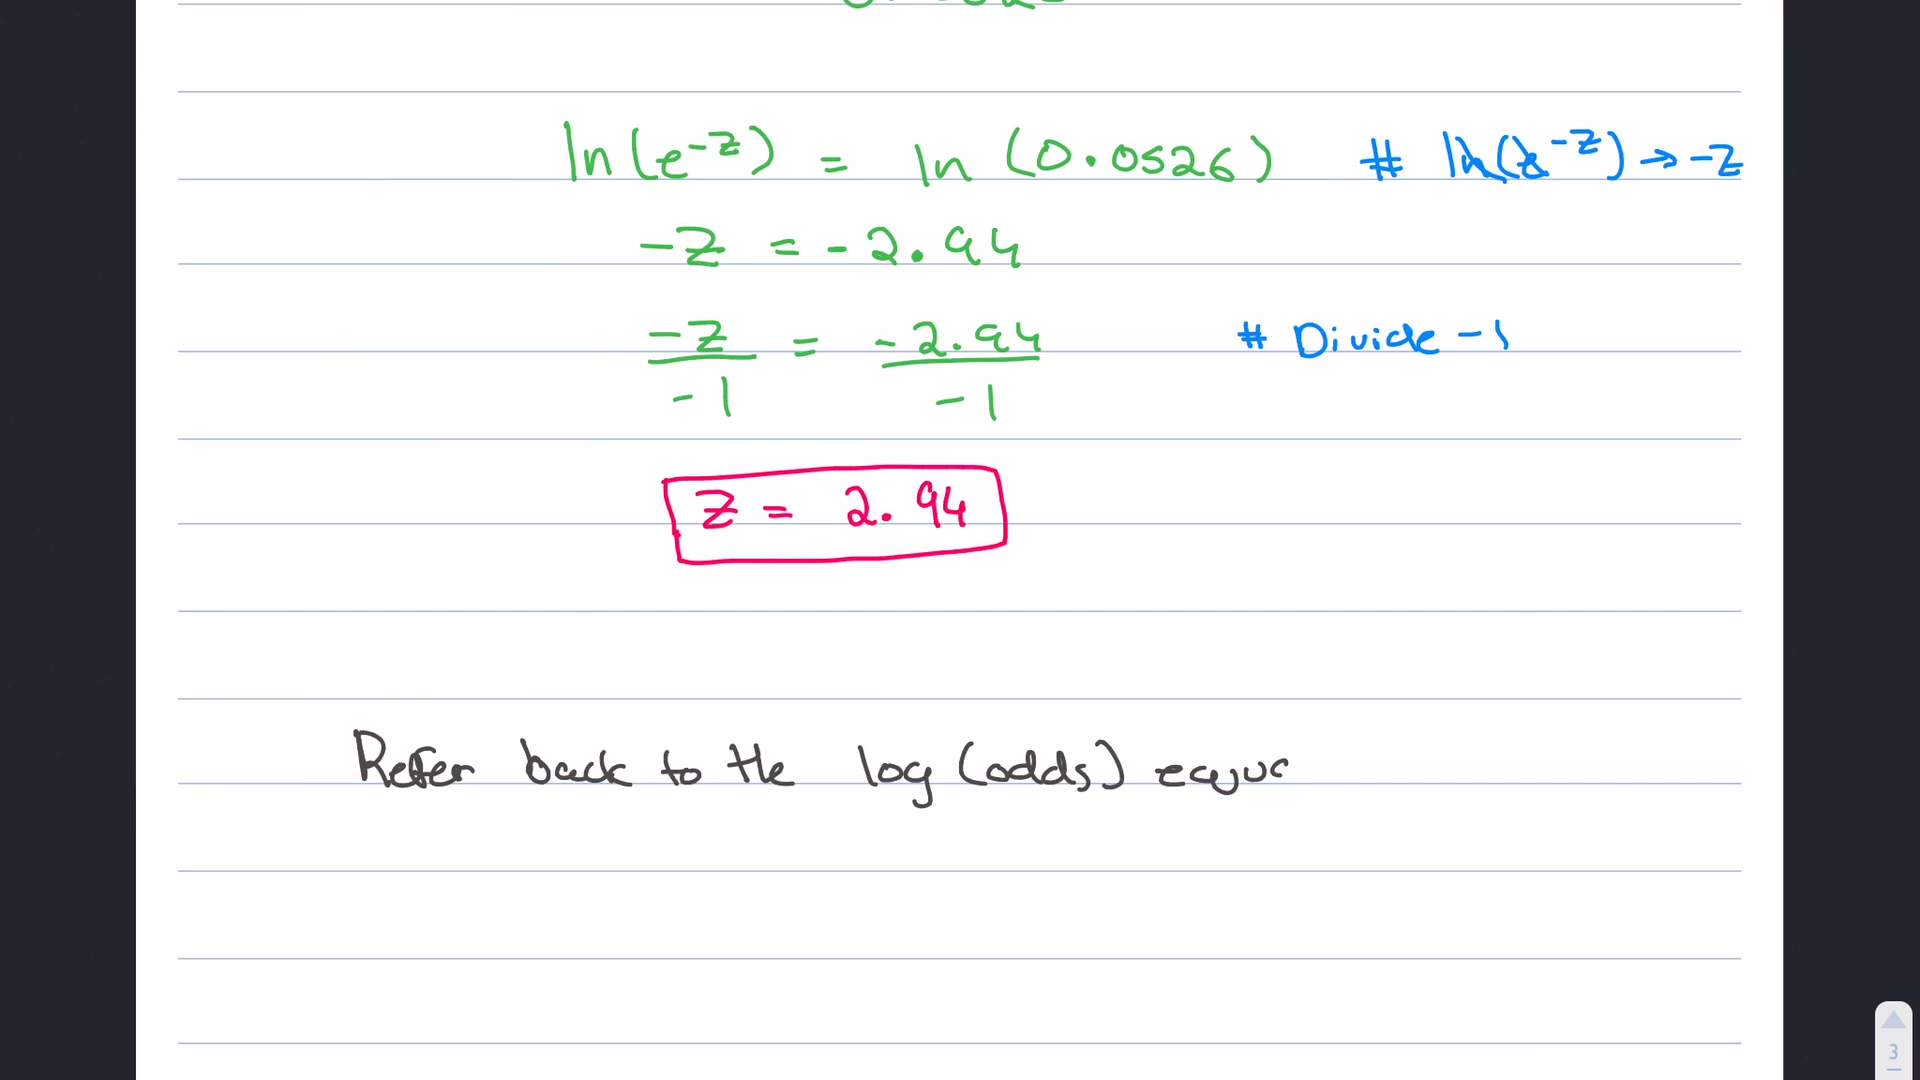 ln(e^-z) = ln(0.0526) # ln(e^-z) → -z
-z = -2.94
-z/-1 = -2.94/-1 # Divide -1
z = 2.94
Refer back to the log(odds) equa
3